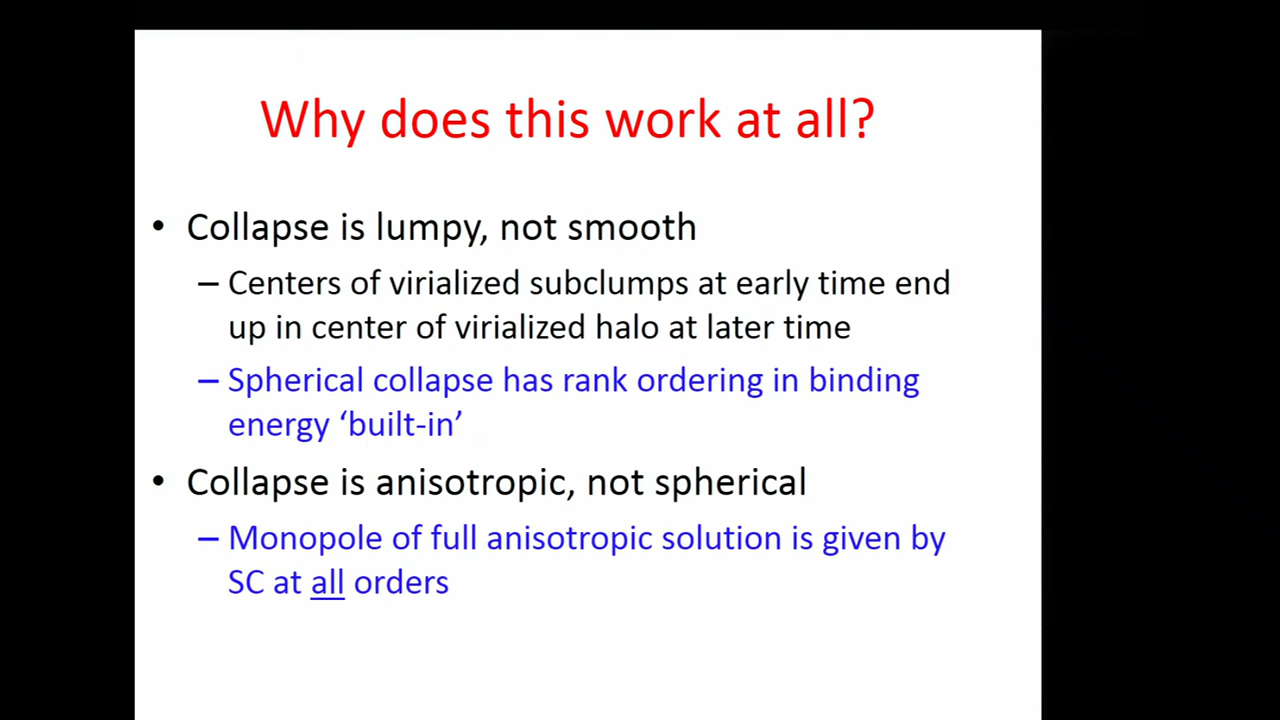 Why does this work at all?
• Collapse is lumpy, not smooth
– Centers of virialized subclumps at early time end
up in center of virialized halo at later time
– Spherical collapse has rank ordering in binding
energy ‘built-in’
• Collapse is anisotropic, not spherical
– Monopole of full anisotropic solution is given by
SC at all orders